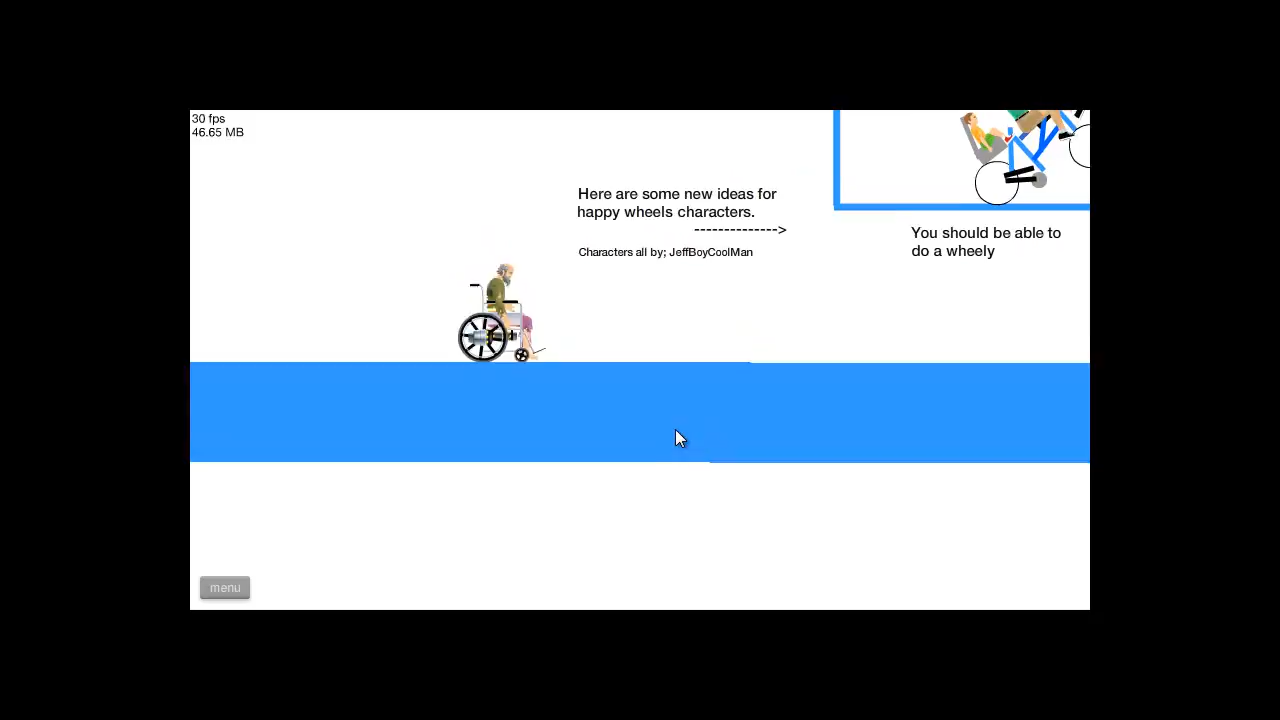 30 fps
46.65 MB
Here are some new ideas for
happy wheels characters.
-------------->
Characters all by; JeffBoyCoolMan
You should be able to
do a wheely
menu